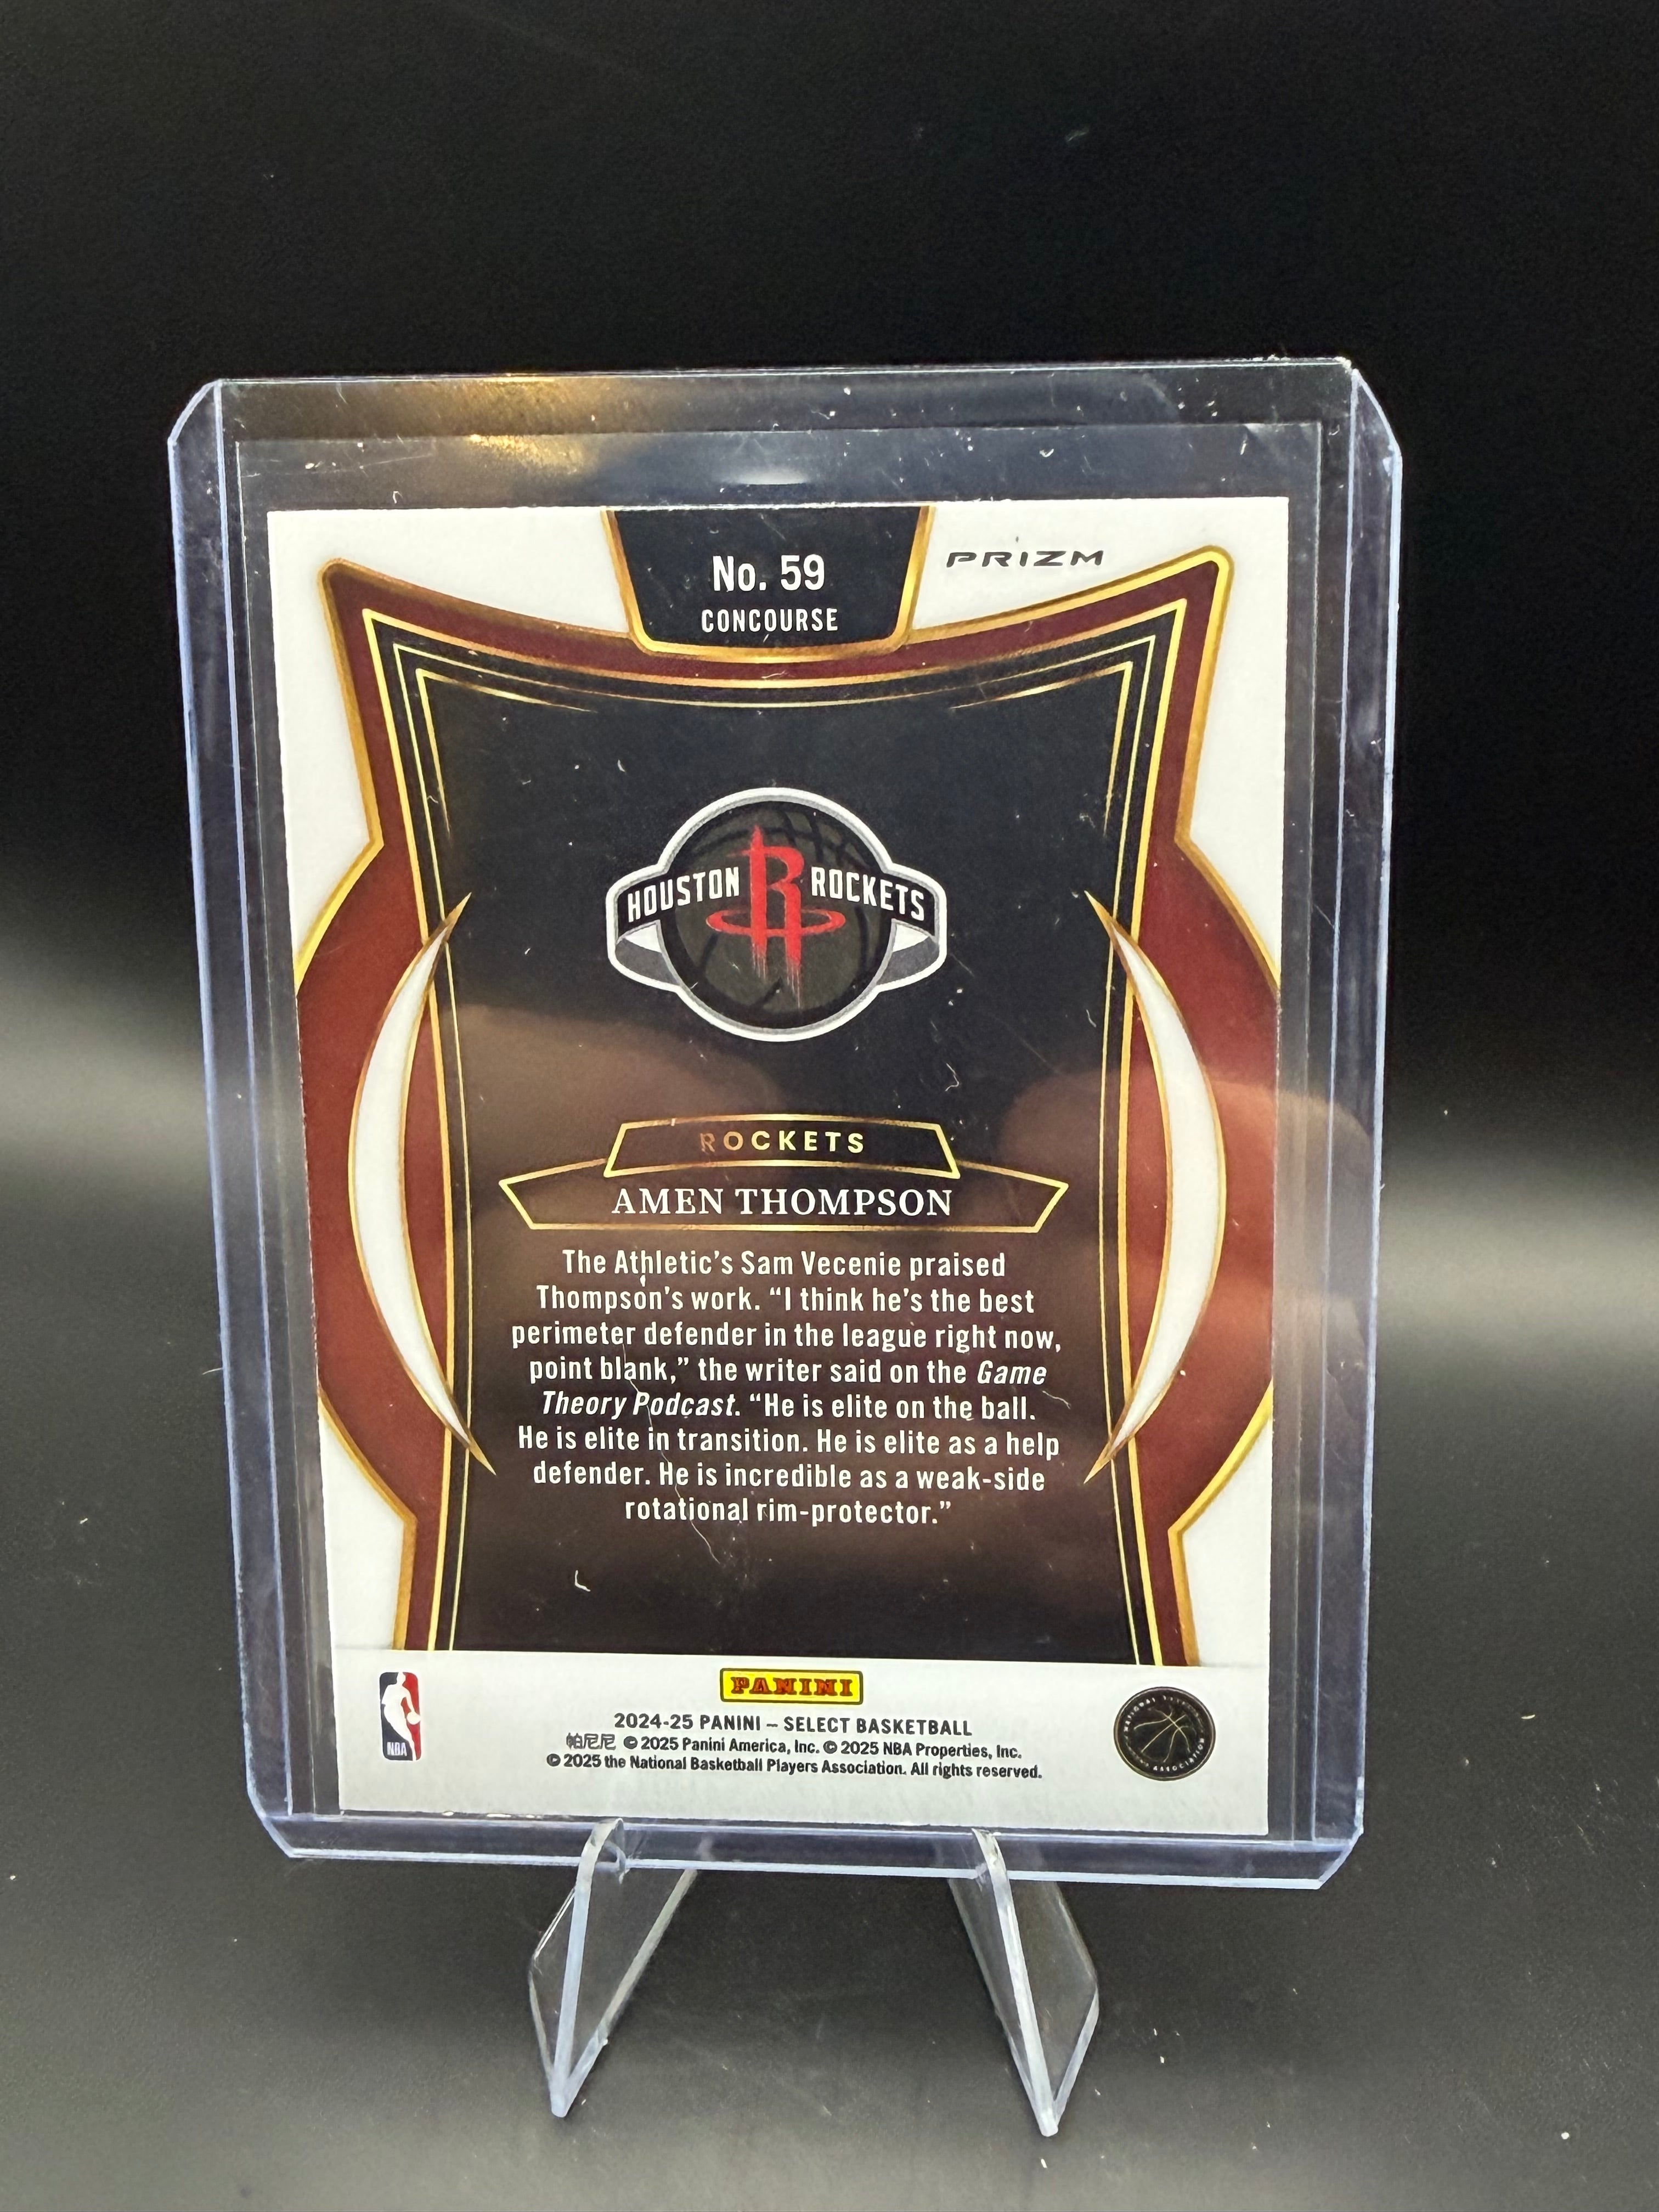 No. 59
CONCOURSE
PRIZM
HOUSTON ROCKETS
ROCKETS
AMEN THOMPSON
The Athletic’s Sam Vecenie praised
Thompson’s work. “I think he’s the best
perimeter defender in the league right now,
point blank,” the writer said on the Game
Theory Podcast. “He is elite on the ball.
He is elite in transition. He is elite as a help
defender. He is incredible as a weak-side
rotational rim-protector.”
PANINI
2024-25 PANINI – SELECT BASKETBALL
帕尼尼 © 2025 Panini America, Inc. © 2025 NBA Properties, Inc.
© 2025 the National Basketball Players Association. All rights reserved.
NBA
NATIONAL
ASSOCIATION